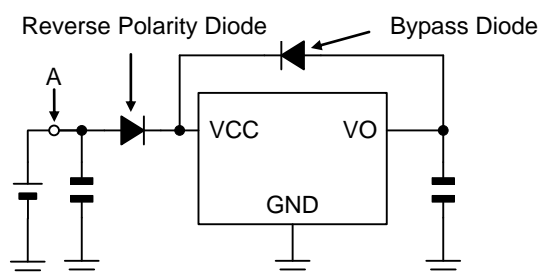 Reverse Polarity Diode
Bypass Diode
A
VCC
VO
GND